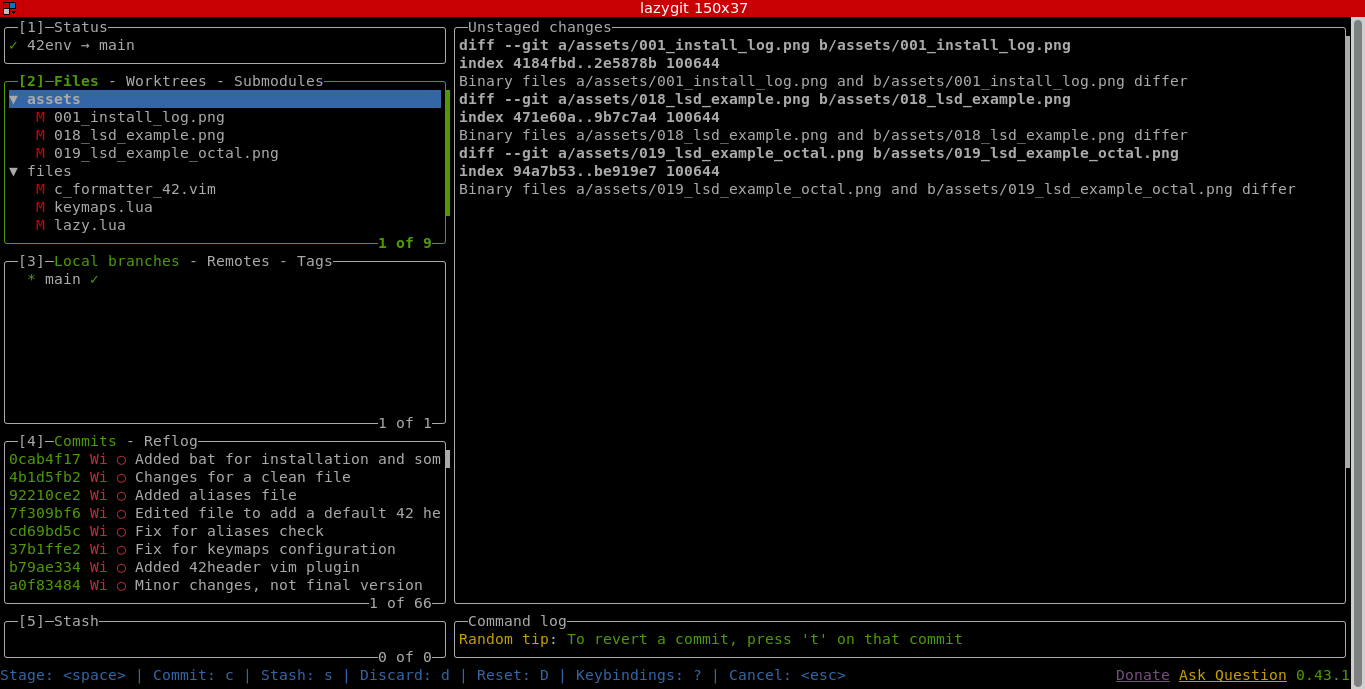 lazygit 150x37
[1]─Status
✓ 42env → main
[2]─Files - Worktrees - Submodules
▼ assets
M 001_install_log.png
M 018_lsd_example.png
M 019_lsd_example_octal.png
▼ files
M c_formatter_42.vim
M keymaps.lua
M lazy.lua
1 of 9
[3]─Local branches - Remotes - Tags
* main ✓
1 of 1
[4]─Commits - Reflog
0cab4f17 Wi ○ Added bat for installation and som
4b1d5fb2 Wi ○ Changes for a clean file
92210ce2 Wi ○ Added aliases file
7f309bf6 Wi ○ Edited file to add a default 42 he
cd69bd5c Wi ○ Fix for aliases check
37b1ffe2 Wi ○ Fix for keymaps configuration
b79ae334 Wi ○ Added 42header vim plugin
a0f83484 Wi ○ Minor changes, not final version
1 of 66
[5]─Stash
0 of 0
Unstaged changes
diff --git a/assets/001_install_log.png b/assets/001_install_log.png
index 4184fbd..2e5878b 100644
Binary files a/assets/001_install_log.png and b/assets/001_install_log.png differ
diff --git a/assets/018_lsd_example.png b/assets/018_lsd_example.png
index 471e60a..9b7c7a4 100644
Binary files a/assets/018_lsd_example.png and b/assets/018_lsd_example.png differ
diff --git a/assets/019_lsd_example_octal.png b/assets/019_lsd_example_octal.png
index 94a7b53..be919e7 100644
Binary files a/assets/019_lsd_example_octal.png and b/assets/019_lsd_example_octal.png differ
Command log
Random tip: To revert a commit, press 't' on that commit
Stage: <space> | Commit: c | Stash: s | Discard: d | Reset: D | Keybindings: ? | Cancel: <esc> Donate Ask Question 0.43.1